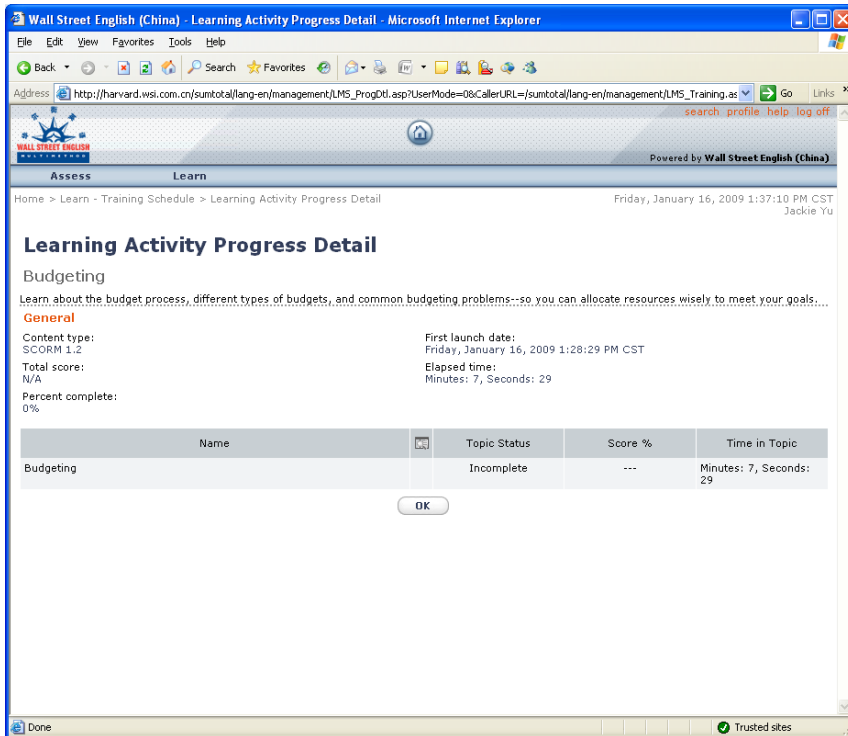 Wall Street English (China) - Learning Activity Progress Detail - Microsoft Internet Explorer
File Edit View Favorites Tools Help
Back Search Favorites
Address http://harvard.wsi.com.cn/sumtotal/lang-en/management/LMS_ProgDtl.asp?UserMode=0&CallerURL=/sumtotal/lang-en/management/LMS_Training.as Go Links »
search profile help log off
WALL STREET ENGLISH
MULTIMETHOD
Powered by Wall Street English (China)
Assess Learn
Home > Learn - Training Schedule > Learning Activity Progress Detail Friday, January 16, 2009 1:37:10 PM CST
Jackie Yu
Learning Activity Progress Detail
Budgeting
Learn about the budget process, different types of budgets, and common budgeting problems--so you can allocate resources wisely to meet your goals.
General
Content type: First launch date:
SCORM 1.2 Friday, January 16, 2009 1:28:29 PM CST
Total score: Elapsed time:
N/A Minutes: 7, Seconds: 29
Percent complete:
0%
Name Topic Status Score % Time in Topic
Budgeting Incomplete --- Minutes: 7, Seconds:
29
OK
Done Trusted sites